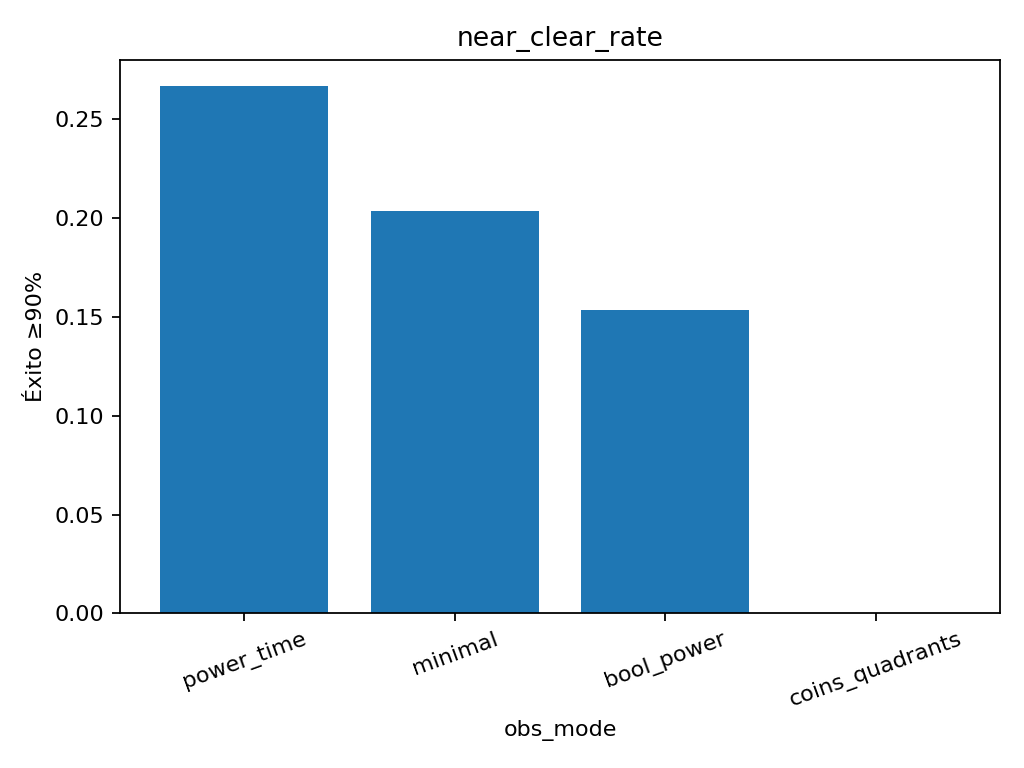 near_clear_rate
Éxito ≥90%
0.25
0.20
0.15
0.10
0.05
0.00
power_time
minimal
bool_power
coins_quadrants
obs_mode